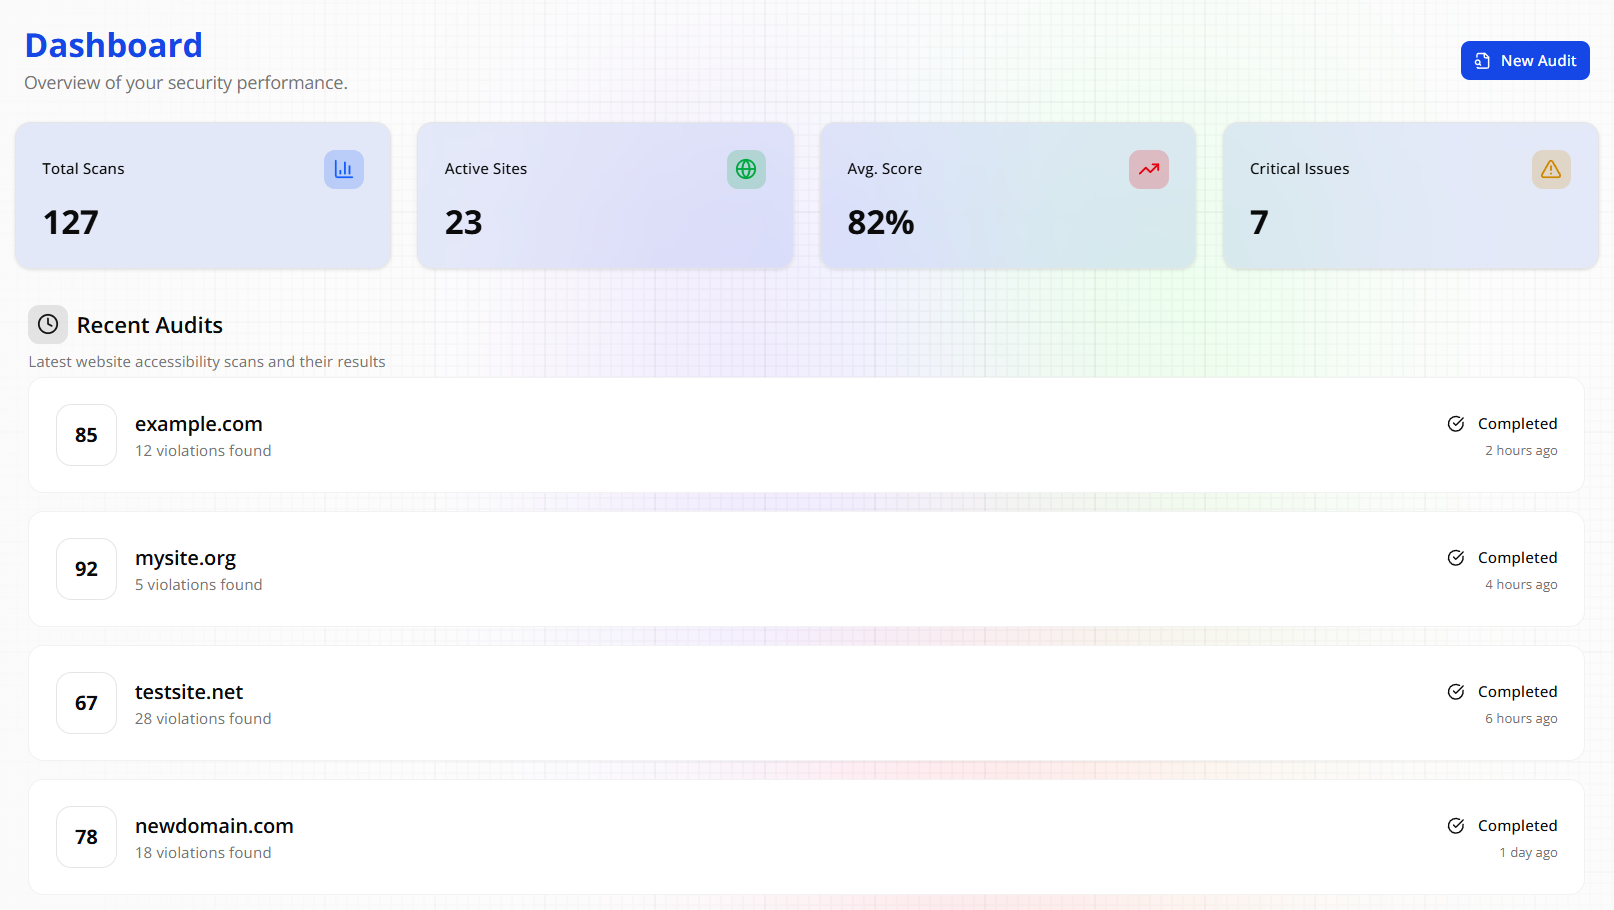 Dashboard
Overview of your security performance.
New Audit
Total Scans
127
Active Sites
23
Avg. Score
82%
Critical Issues
7
Recent Audits
Latest website accessibility scans and their results
85
example.com
12 violations found
Completed
2 hours ago
92
mysite.org
5 violations found
Completed
4 hours ago
67
testsite.net
28 violations found
Completed
6 hours ago
78
newdomain.com
18 violations found
Completed
1 day ago